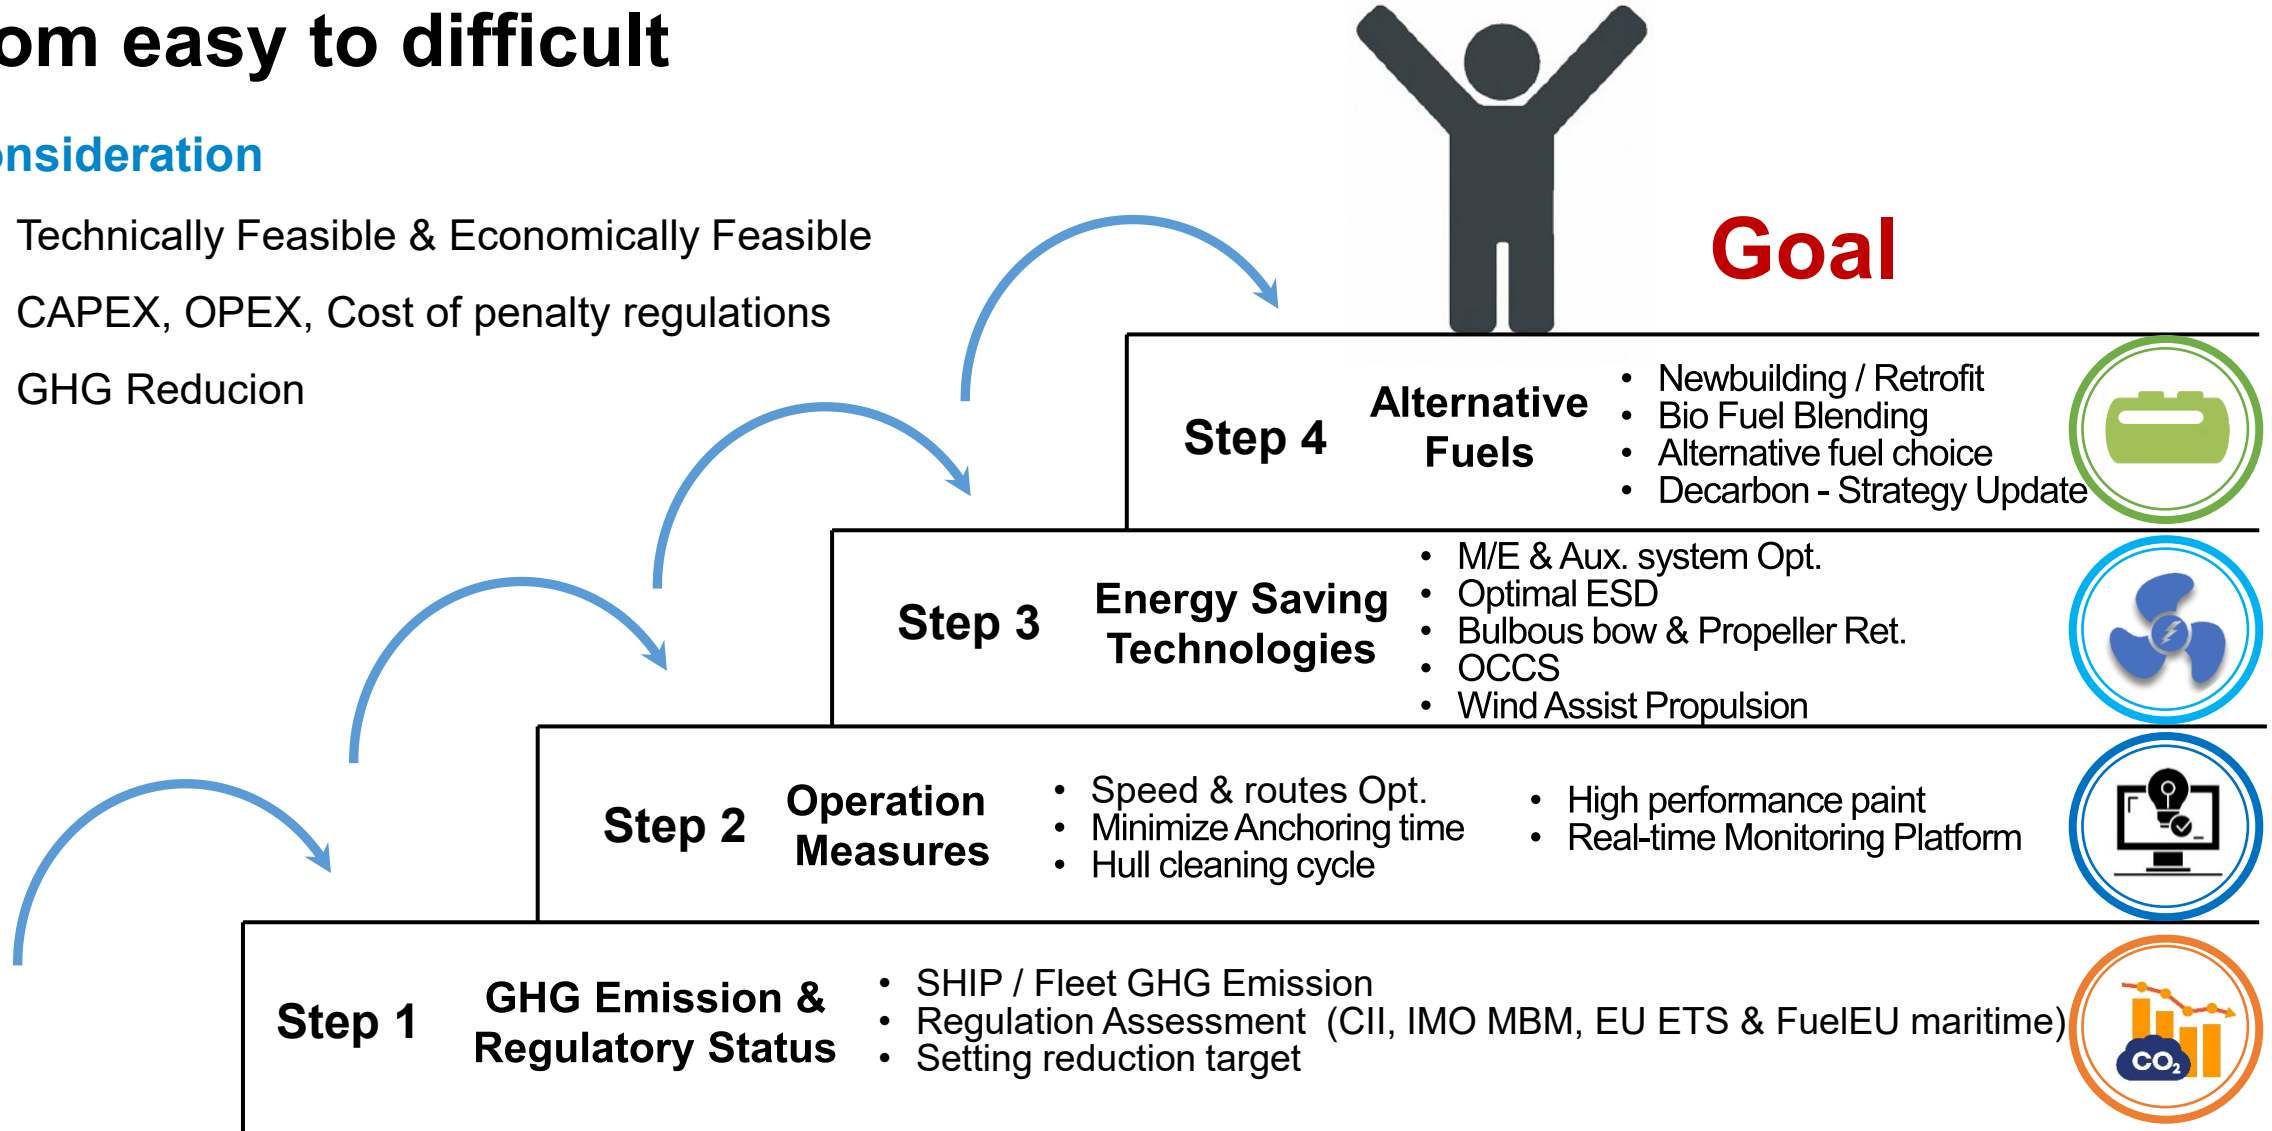 om easy to difficult
onsideration
Technically Feasible & Economically Feasible
CAPEX, OPEX, Cost of penalty regulations
GHG Reducion
Goal
Step 4
Alternative
Fuels
• Newbuilding / Retrofit
• Bio Fuel Blending
• Alternative fuel choice
• Decarbon - Strategy Update
Step 3
Energy Saving
Technologies
• M/E & Aux. system Opt.
• Optimal ESD
• Bulbous bow & Propeller Ret.
• OCCS
• Wind Assist Propulsion
Step 2
Operation
Measures
• Speed & routes Opt.
• Minimize Anchoring time
• Hull cleaning cycle
• High performance paint
• Real-time Monitoring Platform
Step 1
GHG Emission &
Regulatory Status
• SHIP / Fleet GHG Emission
• Regulation Assessment (CII, IMO MBM, EU ETS & FuelEU maritime)
• Setting reduction target
CO₂